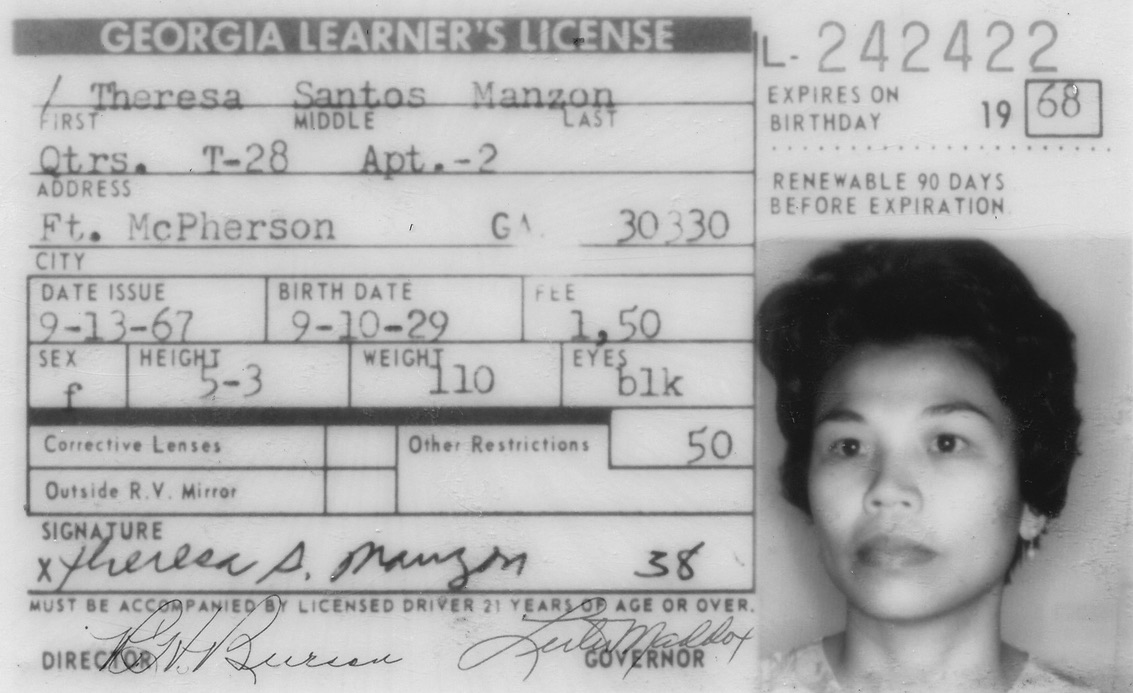 GEORGIA LEARNER'S LICENSE
L- 242422
/ Theresa Santos Manzon
FIRST MIDDLE LAST
EXPIRES ON
BIRTHDAY 19 68
Qtrs. T-28 Apt.-2
ADDRESS
RENEWABLE 90 DAYS
BEFORE EXPIRATION
Ft. McPherson GA. 30330
CITY
DATE ISSUE BIRTH DATE FEE
9-13-67 9-10-29 1,50
SEX HEIGHT WEIGHT EYES
f 5-3 110 blk
Corrective Lenses Other Restrictions 50
Outside R.V. Mirror
SIGNATURE
x Theresa S. Manzon 38
MUST BE ACCOMPANIED BY LICENSED DRIVER 21 YEARS OF AGE OR OVER.
Lester Maddox
DIRECTOR GOVERNOR